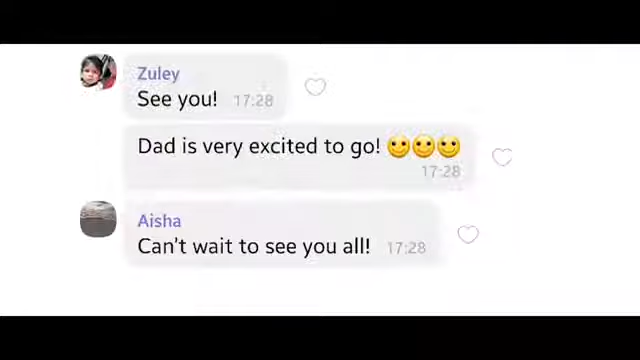 Zuley
See you! 17:28
Dad is very excited to go! 🙂🙂🙂
17:28
Aisha
Can't wait to see you all! 17:28